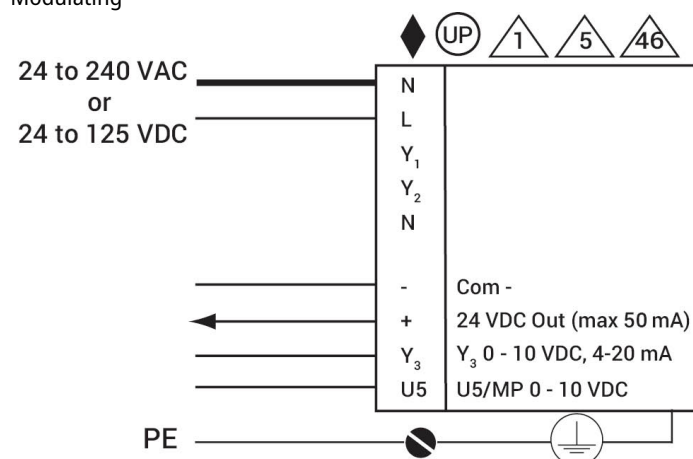 Modulating
UP 1 5 46
24 to 240 VAC
or
24 to 125 VDC
N
L
Y₁
Y₂
N
- Com -
+ 24 VDC Out (max 50 mA)
Y₃ Y₃ 0 - 10 VDC, 4-20 mA
U5 U5/MP 0 - 10 VDC
PE